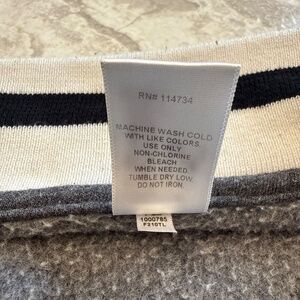 RN# 114734
MACHINE WASH COLD
WITH LIKE COLORS.
USE ONLY
NON-CHLORINE
BLEACH
WHEN NEEDED
TUMBLE DRY LOW
DO NOT IRON.
1000785
F210TL